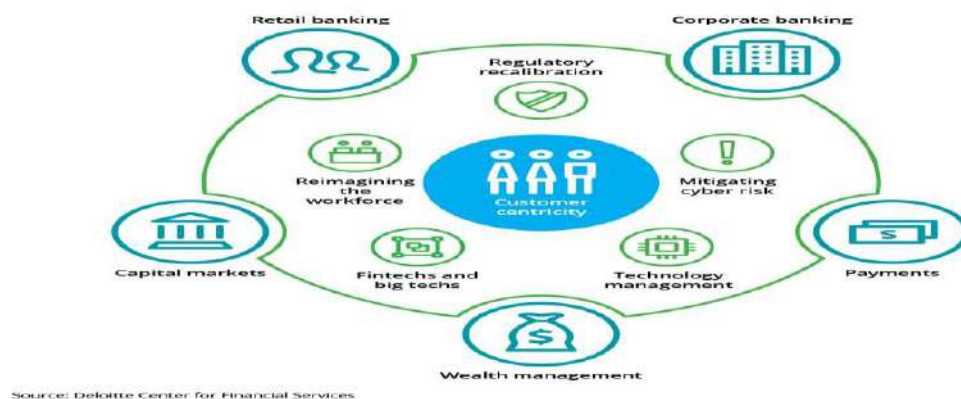 Retail banking
Corporate banking
Regulatory
recalibration
Reimagining
the
workforce
Customer
centricity
Mitigating
cyber risk
Capital markets
Fintechs and
big techs
Technology
management
Payments
$
$
Wealth management
Source: Deloitte Center for Financial Services